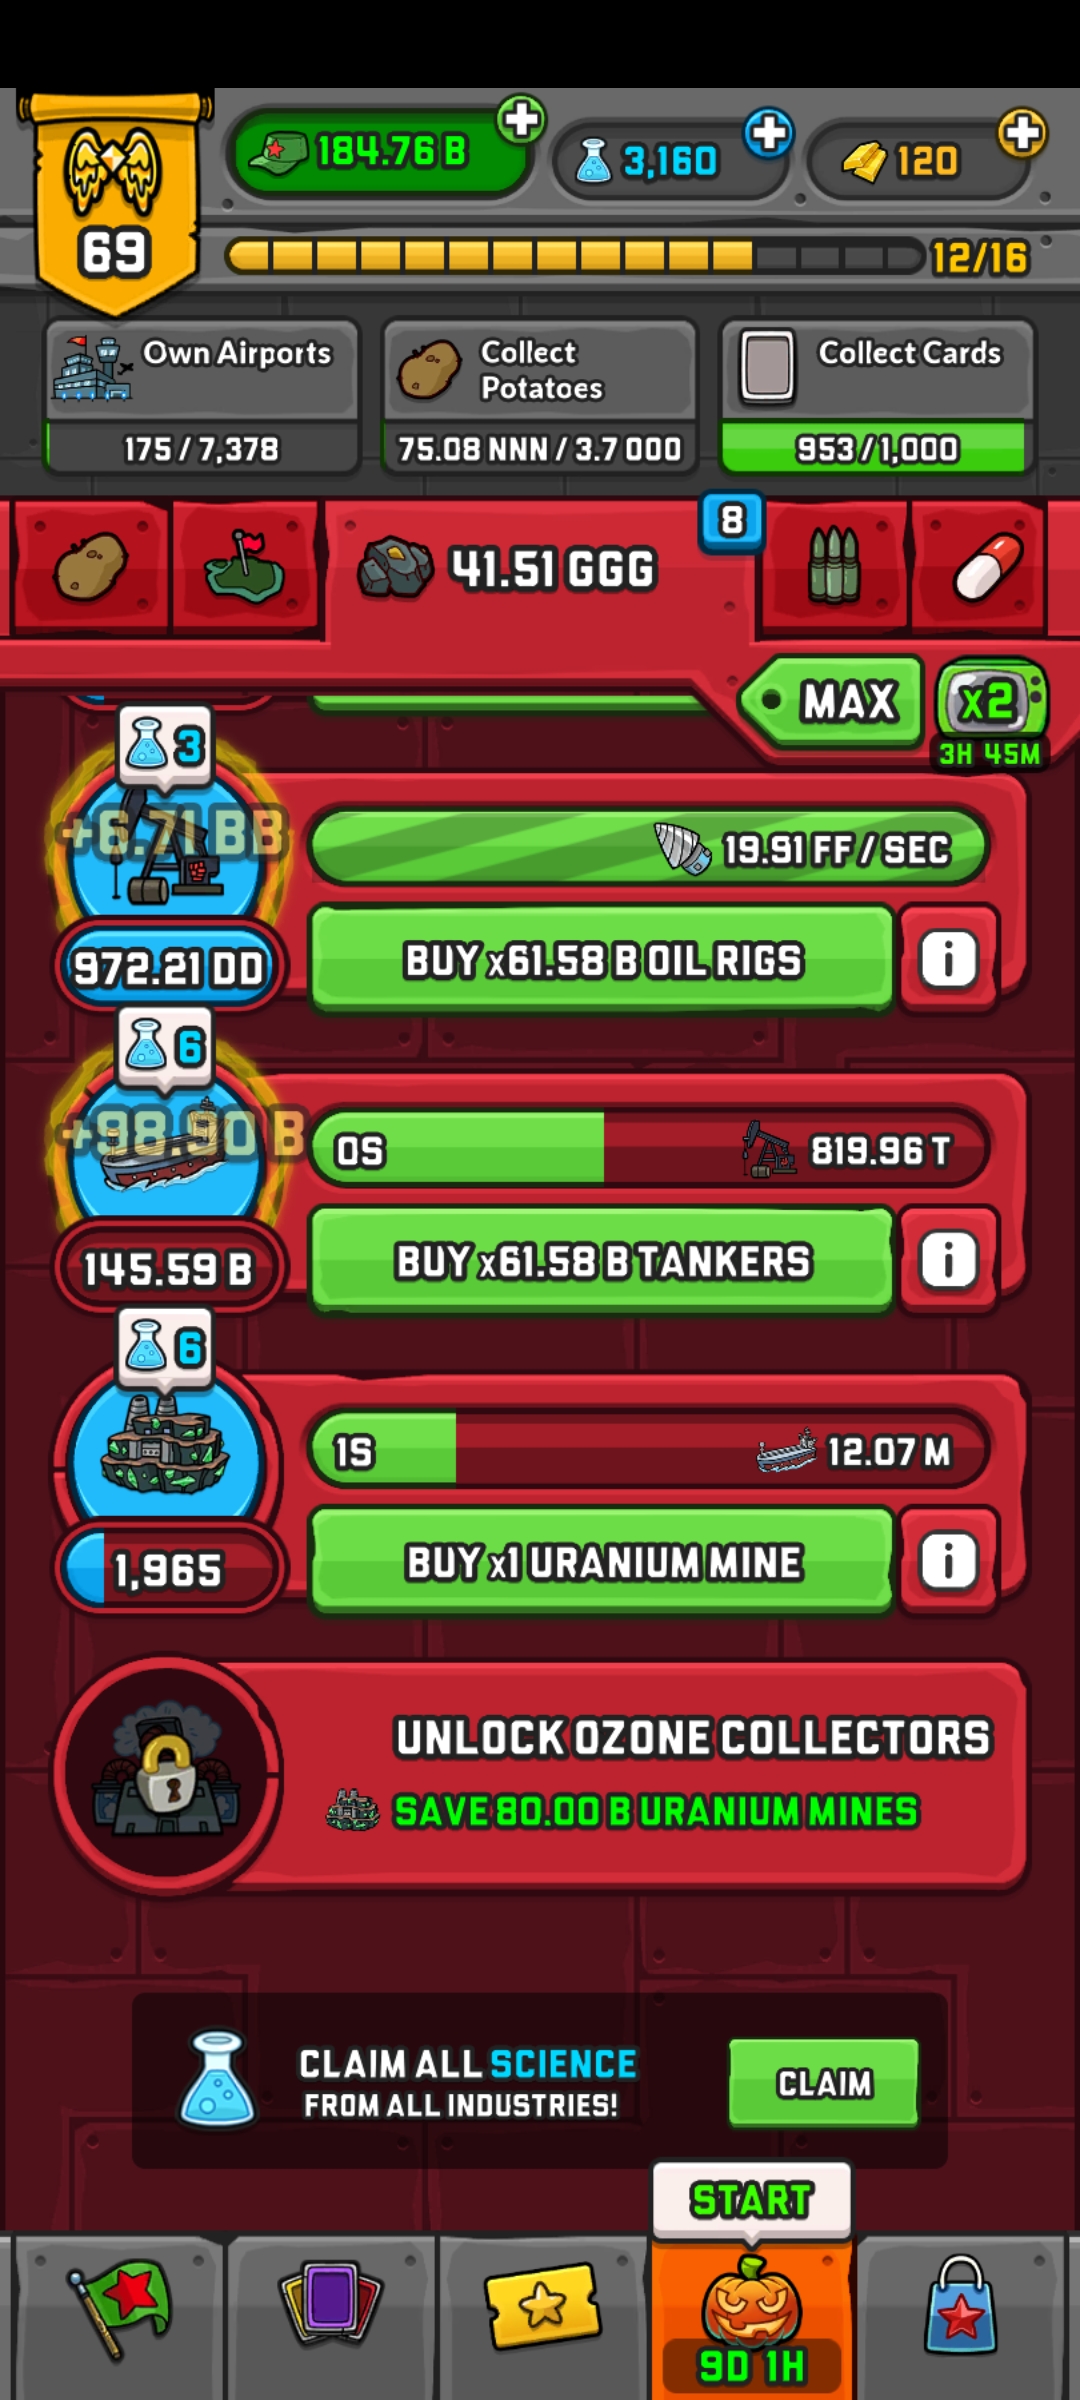 184.76 B
3,160
120
69
12/16
Own Airports
175 / 7,378
Collect
Potatoes
75.08 NNN / 3.7 OOO
Collect Cards
953 / 1,000
41.51 GGG
8
MAX
x2
3H 45M
3
+6.71 BB
19.91 FF / SEC
972.21 DD
BUY x61.58 B OIL RIGS
i
6
+98.90 B
0S
819.96 T
145.59 B
BUY x61.58 B TANKERS
i
6
1S
12.07 M
1,965
BUY x1 URANIUM MINE
i
UNLOCK OZONE COLLECTORS
SAVE 80.00 B URANIUM MINES
CLAIM ALL SCIENCE
FROM ALL INDUSTRIES!
CLAIM
START
9D 1H